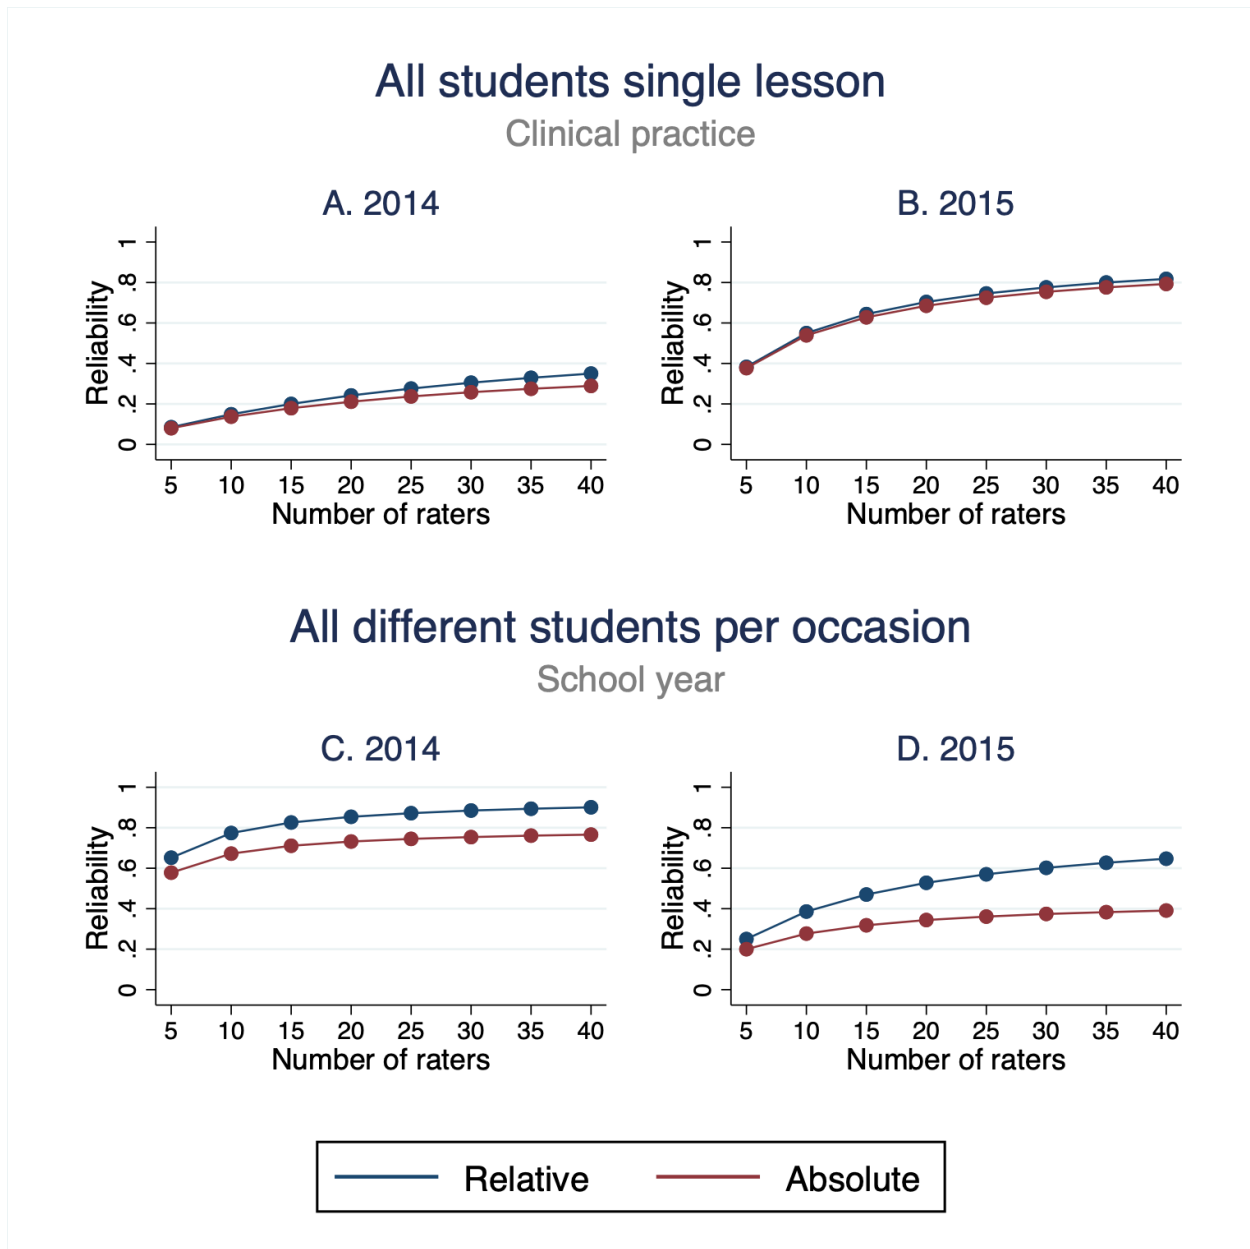 All students single lesson
Clinical practice
A. 2014
Reliability
1
.8
.6
.4
.2
0
5 10 15 20 25 30 35 40
Number of raters
B. 2015
Reliability
1
.8
.6
.4
.2
0
5 10 15 20 25 30 35 40
Number of raters
All different students per occasion
School year
C. 2014
Reliability
1
.8
.6
.4
.2
0
5 10 15 20 25 30 35 40
Number of raters
D. 2015
Reliability
1
.8
.6
.4
.2
0
5 10 15 20 25 30 35 40
Number of raters
Relative Absolute